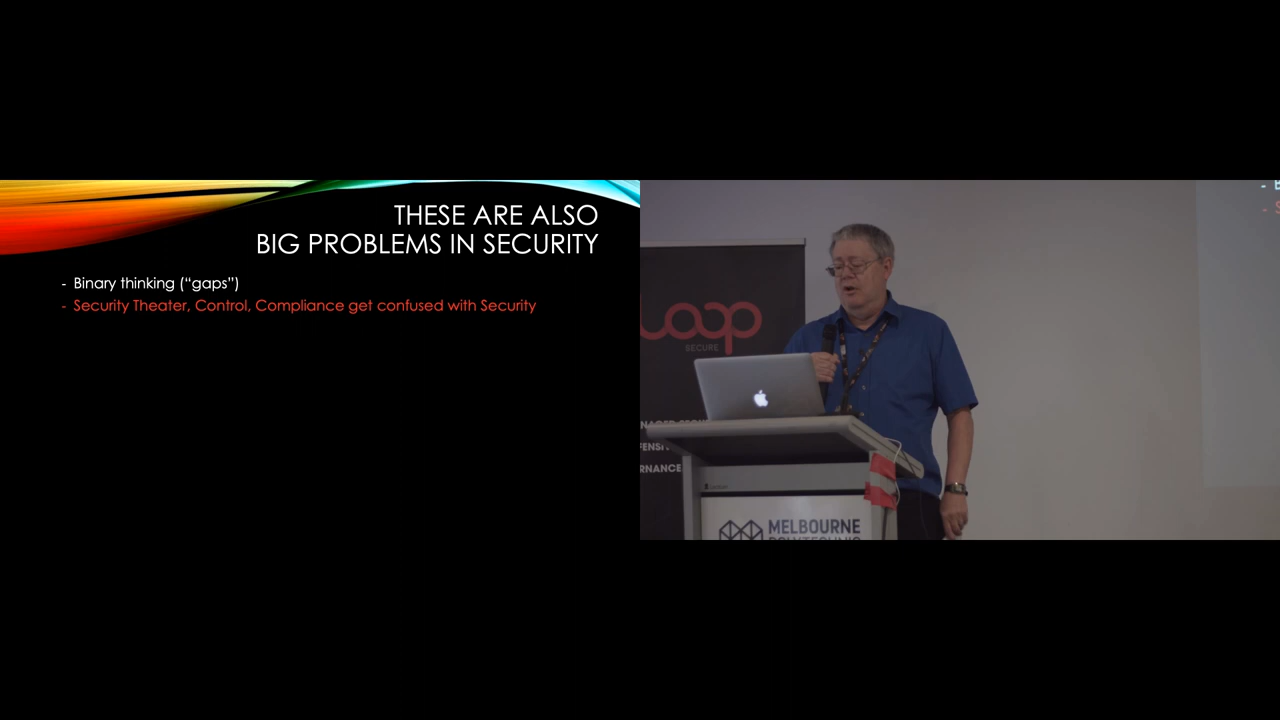 THESE ARE ALSO
BIG PROBLEMS IN SECURITY
- Binary thinking (“gaps”)
- Security Theater, Control, Compliance get confused with Security
SECURE
MELBOURNE
POLYTECHNIC